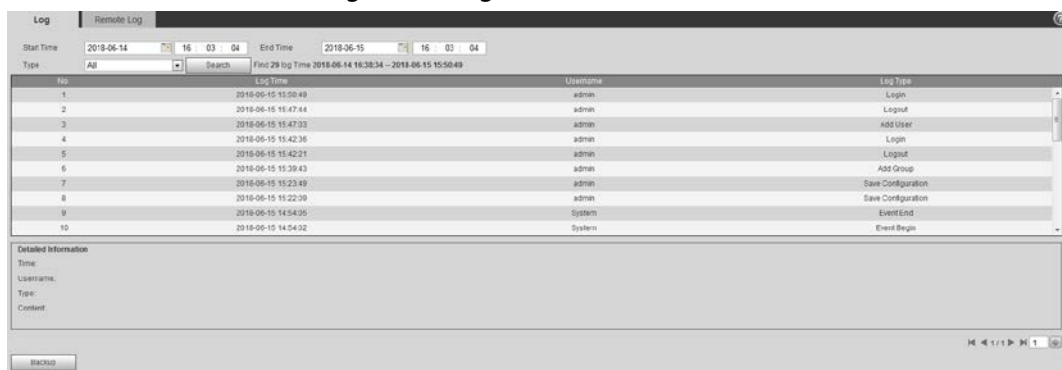 Log Remote Log
Start Time 2018-06-14 16 : 03 : 04 End Time 2018-06-15 16 : 03 : 04
Type All Search Find 29 log Time 2018-06-14 16:38:34 -- 2018-06-15 15:50:49
No. Log Time Username Log Type
1 2018-06-15 15:50:49 admin Login
2 2018-06-15 15:47:44 admin Logout
3 2018-06-15 15:47:33 admin Add User
4 2018-06-15 15:42:36 admin Login
5 2018-06-15 15:42:21 admin Logout
6 2018-06-15 15:39:43 admin Add Group
7 2018-06-15 15:23:49 admin Save Configuration
8 2018-06-15 15:22:39 admin Save Configuration
9 2018-06-15 14:54:35 System Event End
10 2018-06-15 14:54:32 System Event Begin
Detailed Information
Time:
Username:
Type:
Content:
1/1 1
Backup